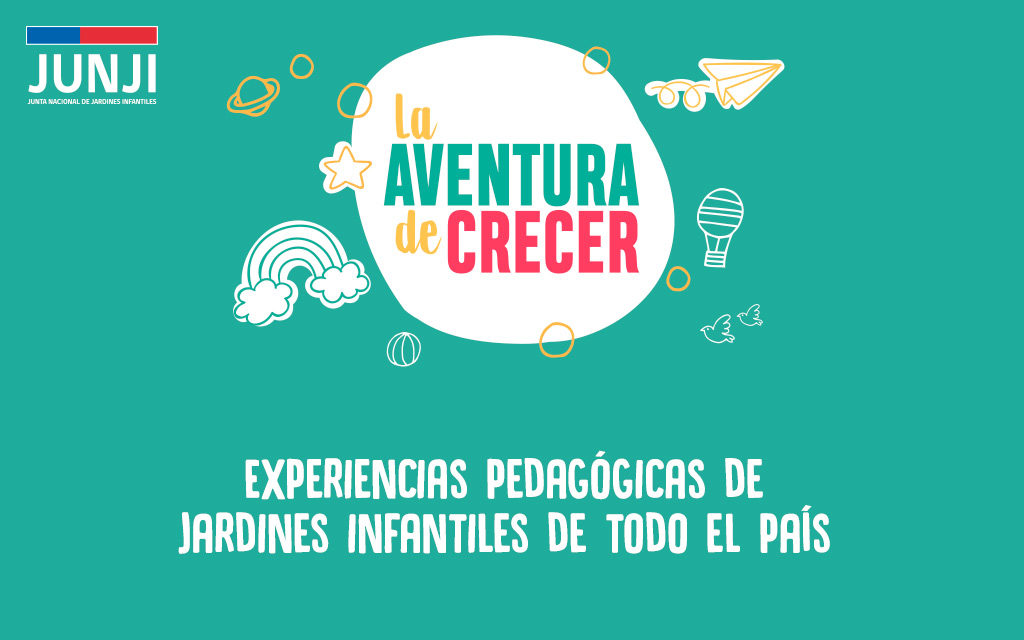 JUNJI
JUNTA NACIONAL DE JARDINES INFANTILES
La
AVENTURA
de CRECER
EXPERIENCIAS PEDAGÓGICAS DE
JARDINES INFANTILES DE TODO EL PAÍS